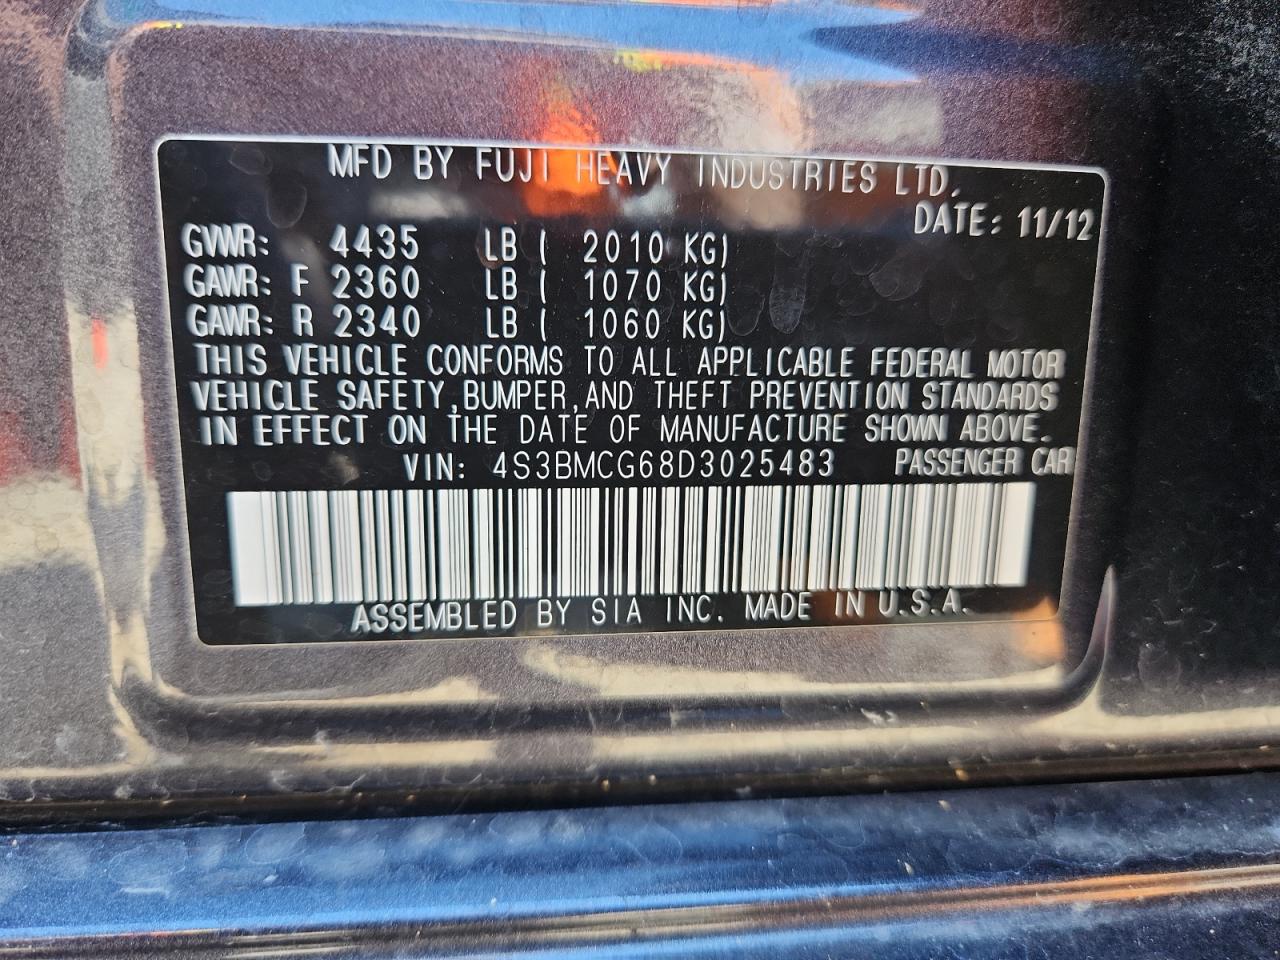 MFD BY FUJI HEAVY INDUSTRIES LTD.
DATE: 11/12
GVWR: 4435 LB ( 2010 KG)
GAWR: F 2360 LB ( 1070 KG)
GAWR: R 2340 LB ( 1060 KG)
THIS VEHICLE CONFORMS TO ALL APPLICABLE FEDERAL MOTOR
VEHICLE SAFETY,BUMPER,AND THEFT PREVENTION STANDARDS
IN EFFECT ON THE DATE OF MANUFACTURE SHOWN ABOVE.
VIN: 4S3BMCG68D3025483 PASSENGER CAR
ASSEMBLED BY SIA INC. MADE IN U.S.A.